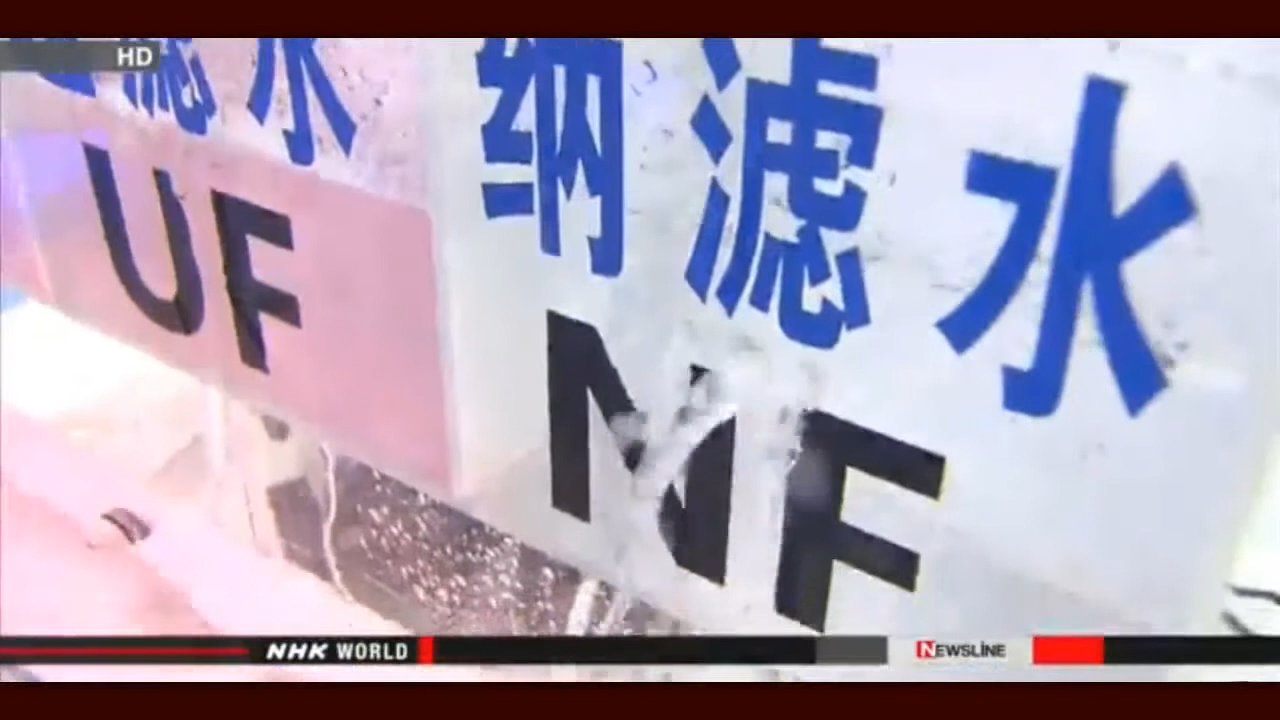 HD
滤水
纳滤水
UF
NF
NHK WORLD
NEWSLINE